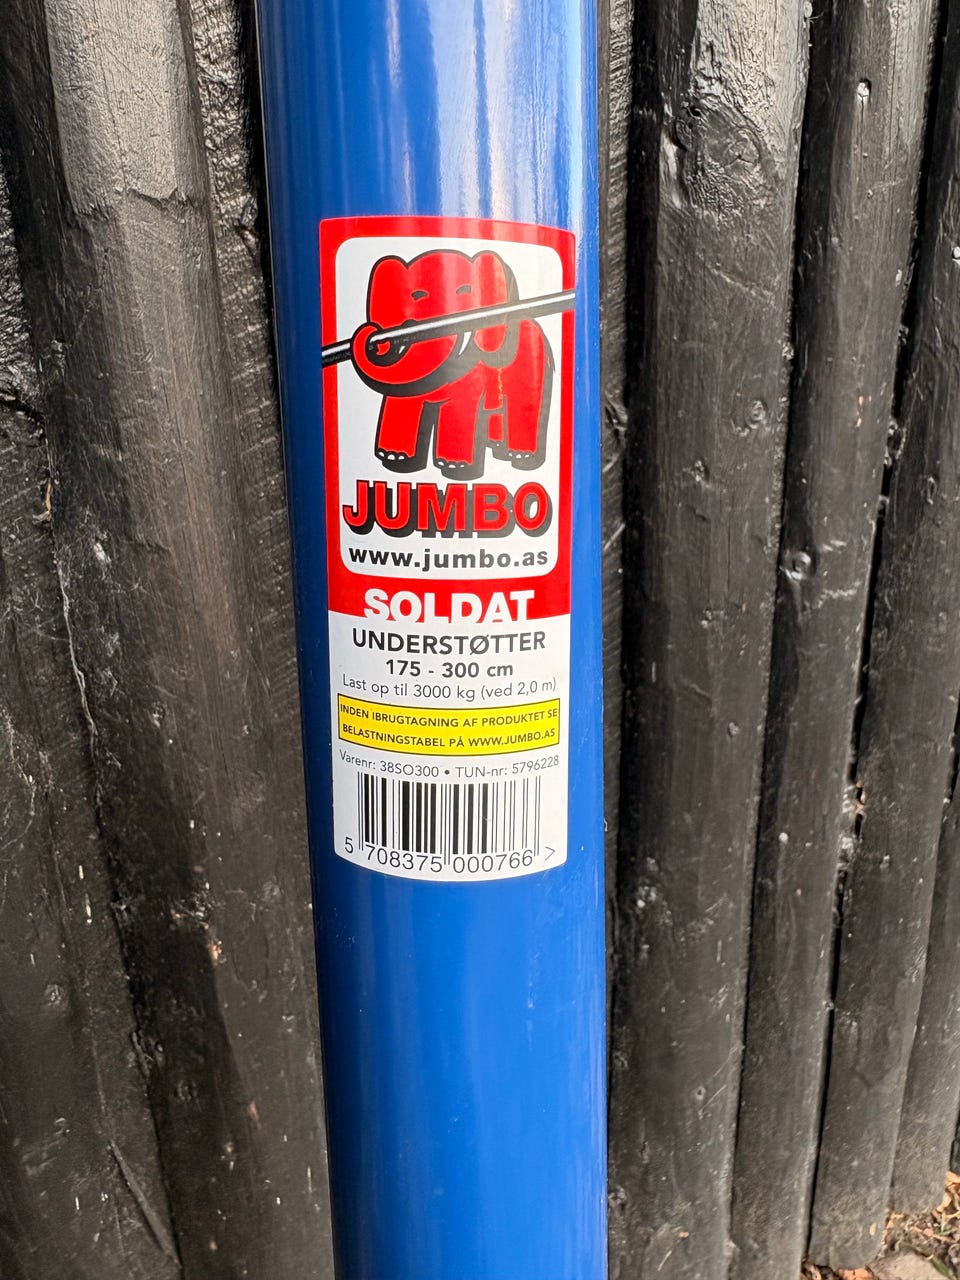 JUMBO
www.jumbo.as
SOLDAT
UNDERSTØTTER
175 - 300 cm
Last op til 3000 kg (ved 2,0 m)
INDEN IBRUGTAGNING AF PRODUKTET SE
BELASTNINGSTABEL PÅ WWW.JUMBO.AS
Varenr: 38SO300 • TUN-nr: 5796228
5 708375 000766 >